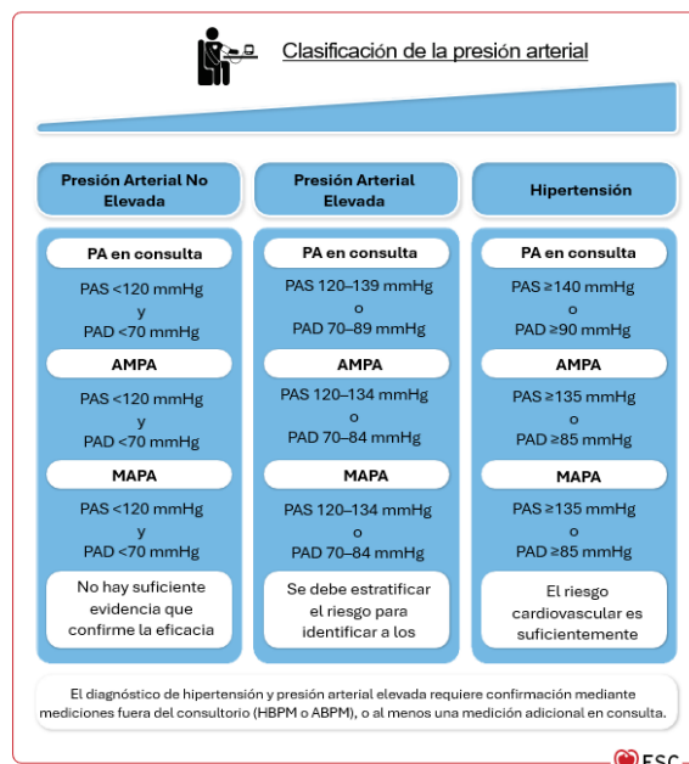 Clasificación de la presión arterial
Presión Arterial No
Elevada
Presión Arterial
Elevada
Hipertensión
PA en consulta
PAS <120 mmHg
y
PAD <70 mmHg
AMPA
PAS <120 mmHg
y
PAD <70 mmHg
MAPA
PAS <120 mmHg
y
PAD <70 mmHg
No hay suficiente
evidencia que
confirme la eficacia
PA en consulta
PAS 120–139 mmHg
o
PAD 70–89 mmHg
AMPA
PAS 120–134 mmHg
o
PAD 70–84 mmHg
MAPA
PAS 120–134 mmHg
o
PAD 70–84 mmHg
Se debe estratificar
el riesgo para
identificar a los
PA en consulta
PAS ≥140 mmHg
o
PAD ≥90 mmHg
AMPA
PAS ≥135 mmHg
o
PAD ≥85 mmHg
MAPA
PAS ≥135 mmHg
o
PAD ≥85 mmHg
El riesgo
cardiovascular es
suficientemente
El diagnóstico de hipertensión y presión arterial elevada requiere confirmación mediante
mediciones fuera del consultorio (HBPM o ABPM), o al menos una medición adicional en consulta.
ESC